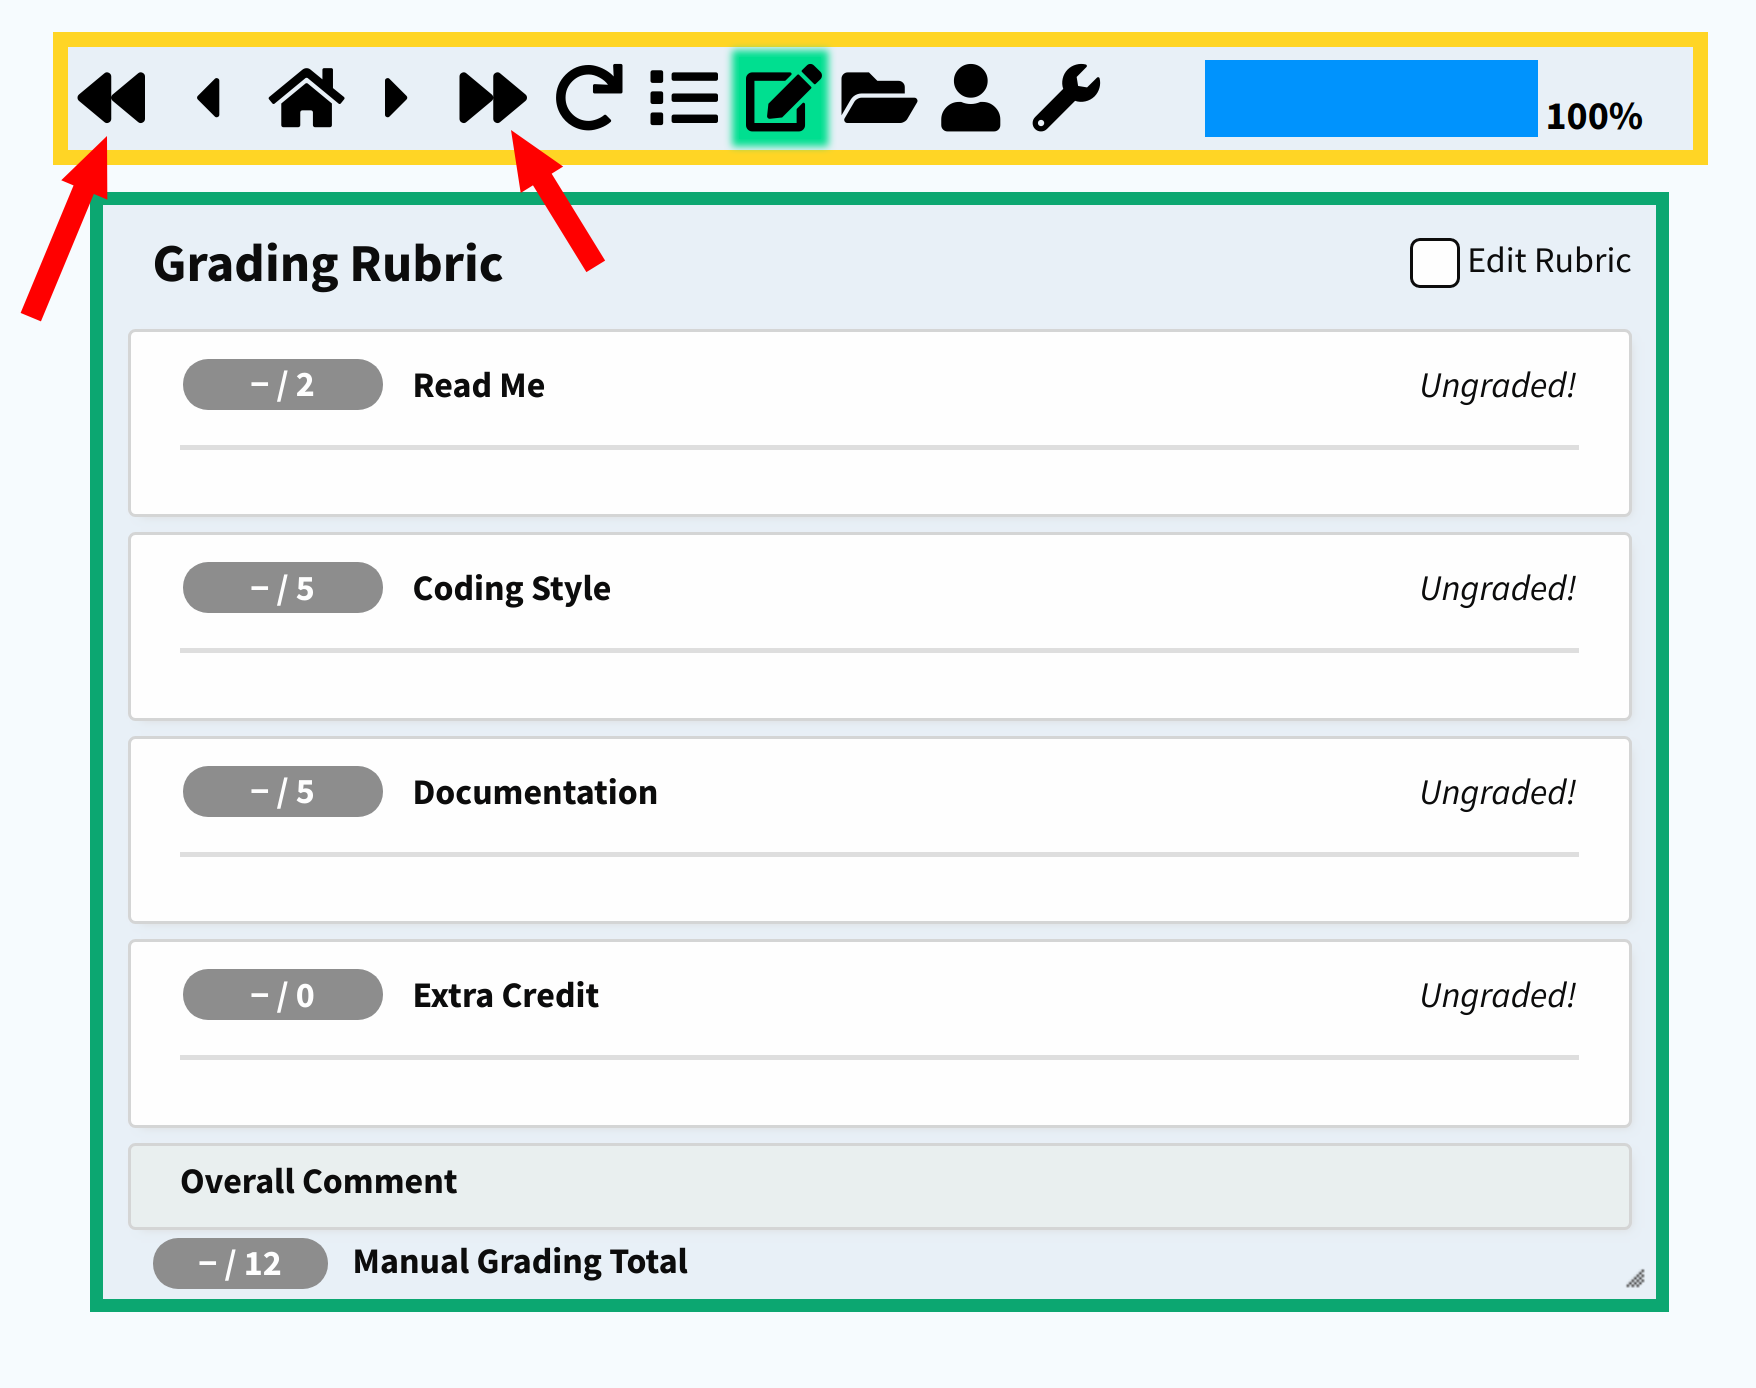 100%
Grading Rubric
Edit Rubric
– / 2 Read Me Ungraded!
– / 5 Coding Style Ungraded!
– / 5 Documentation Ungraded!
– / 0 Extra Credit Ungraded!
Overall Comment
– / 12 Manual Grading Total